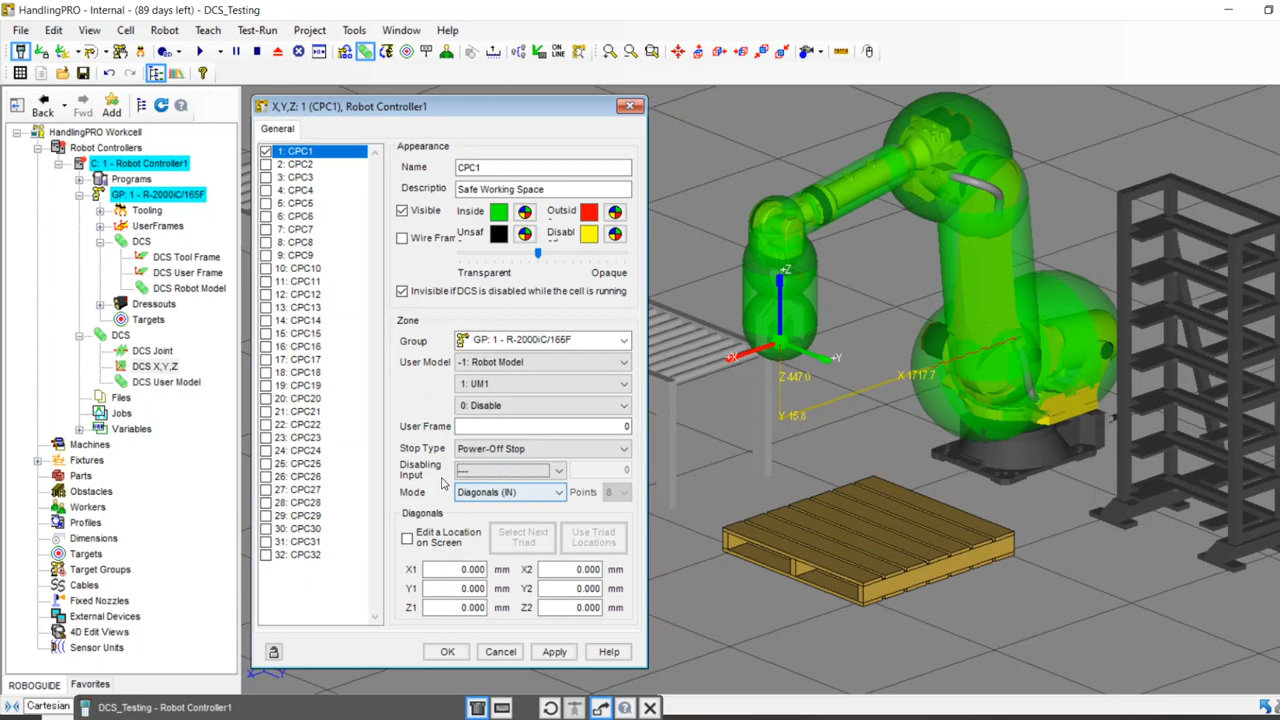 HandlingPRO - Internal - (89 days left) - DCS_Testing
File Edit View Cell Robot Teach Test-Run Project Tools Window Help
ON
LINE
Back Fwd Add
HandlingPRO Workcell
Robot Controllers
C: 1 - Robot Controller1
Programs
GP: 1 - R-2000iC/165F
Tooling
UserFrames
DCS
DCS Tool Frame
DCS User Frame
DCS Robot Model
Dressouts
Targets
DCS
DCS Joint
DCS X,Y,Z
DCS User Model
Files
Jobs
Variables
Machines
Fixtures
Parts
Obstacles
Workers
Profiles
Dimensions
Targets
Target Groups
Cables
Fixed Nozzles
External Devices
4D Edit Views
Sensor Units
ROBOGUIDE Favorites
X,Y,Z: 1 (CPC1), Robot Controller1
General
1: CPC1
2: CPC2
3: CPC3
4: CPC4
5: CPC5
6: CPC6
7: CPC7
8: CPC8
9: CPC9
10: CPC10
11: CPC11
12: CPC12
13: CPC13
14: CPC14
15: CPC15
16: CPC16
17: CPC17
18: CPC18
19: CPC19
20: CPC20
21: CPC21
22: CPC22
23: CPC23
24: CPC24
25: CPC25
26: CPC26
27: CPC27
28: CPC28
29: CPC29
30: CPC30
31: CPC31
32: CPC32
Appearance
Name CPC1
Descriptio Safe Working Space
Visible Inside Outsid
Wire Fram Unsaf Disabl
Transparent Opaque
Invisible if DCS is disabled while the cell is running
Zone
Group GP: 1 - R-2000iC/165F
User Model -1: Robot Model
1: UM1
0: Disable
User Frame 0
Stop Type Power-Off Stop
Disabling
Input ---- 0
Mode Diagonals (IN) Points 8
Diagonals
Edit a Location
on Screen
Select Next
Triad
Use Triad
Locations
X1 0.000 mm X2 0.000 mm
Y1 0.000 mm Y2 0.000 mm
Z1 0.000 mm Z2 0.000 mm
OK Cancel Apply Help
+Z
+X
+Y
Z 447.0
X 1717.7
Y 15.8
Cartesian
DCS_Testing - Robot Controller1